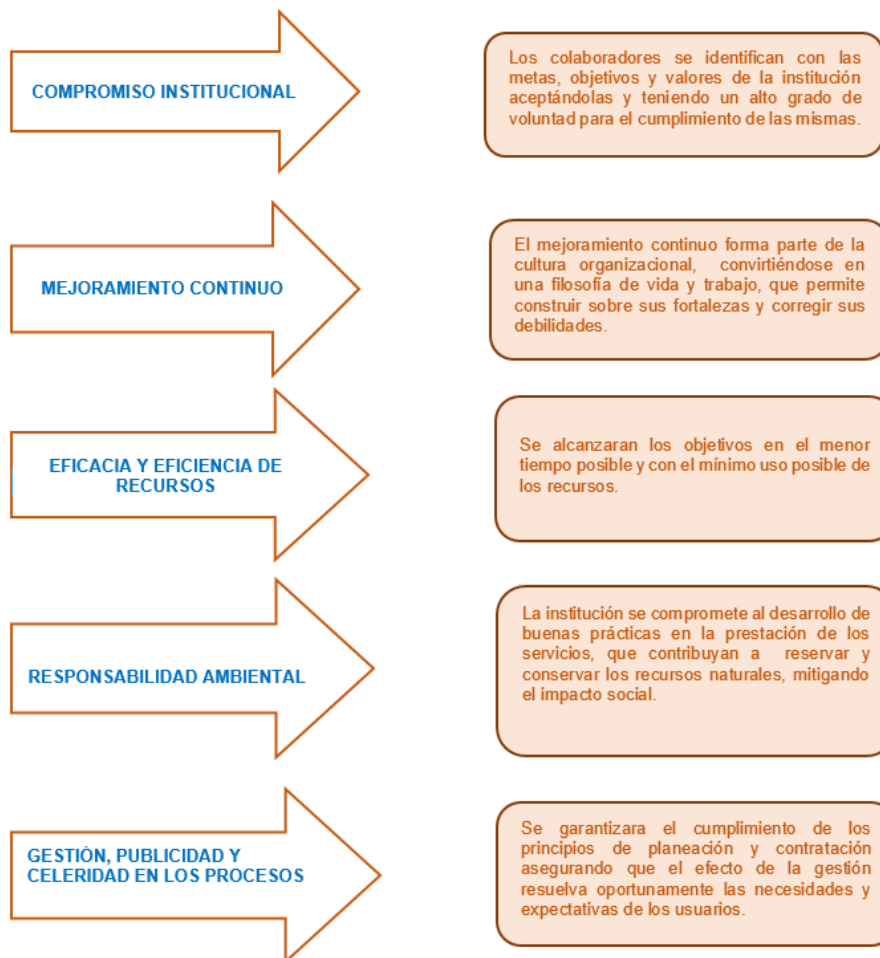 COMPROMISO INSTITUCIONAL
Los colaboradores se identifican con las
metas, objetivos y valores de la institución
aceptándolas y teniendo un alto grado de
voluntad para el cumplimiento de las mismas.
MEJORAMIENTO CONTINUO
El mejoramiento continuo forma parte de la
cultura organizacional, convirtiéndose en
una filosofía de vida y trabajo, que permite
construir sobre sus fortalezas y corregir sus
debilidades.
EFICACIA Y EFICIENCIA DE
RECURSOS
Se alcanzaran los objetivos en el menor
tiempo posible y con el mínimo uso posible de
los recursos.
RESPONSABILIDAD AMBIENTAL
La institución se compromete al desarrollo de
buenas prácticas en la prestación de los
servicios, que contribuyan a reservar y
conservar los recursos naturales, mitigando
el impacto social.
GESTIÓN, PUBLICIDAD Y
CELERIDAD EN LOS PROCESOS
Se garantizara el cumplimiento de los
principios de planeación y contratación
asegurando que el efecto de la gestión
resuelva oportunamente las necesidades y
expectativas de los usuarios.